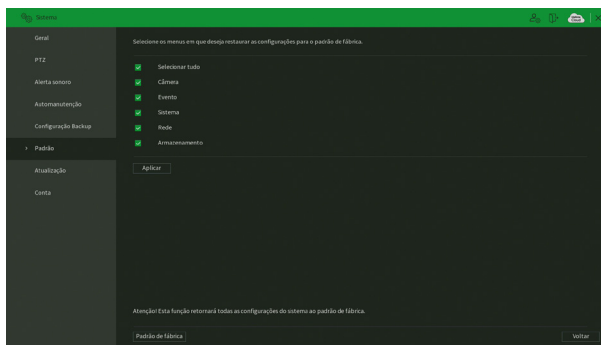 Sistema
Geral
PTZ
Alerta sonoro
Automanutenção
Configuração Backup
Padrão
Atualização
Conta
Selecione os menus em que deseja restaurar as configurações para o padrão de fábrica.
Selecionar tudo
Câmera
Evento
Sistema
Rede
Armazenamento
Aplicar
Atenção! Esta função retornará todas as configurações do sistema ao padrão de fábrica.
Padrão de fábrica
Voltar